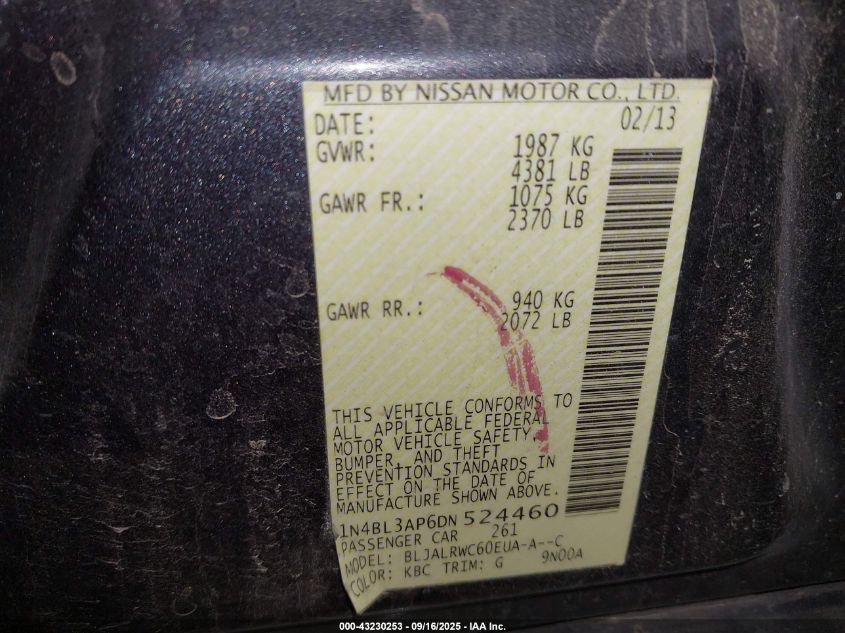 MFD BY NISSAN MOTOR CO., LTD.
DATE: 02/13
GVWR: 1987 KG
4381 LB
GAWR FR.: 1075 KG
2370 LB
GAWR RR.: 940 KG
2072 LB
THIS VEHICLE CONFORMS TO
ALL APPLICABLE FEDERAL
MOTOR VEHICLE SAFETY,
BUMPER, AND THEFT
PREVENTION STANDARDS IN
EFFECT ON THE DATE OF
MANUFACTURE SHOWN ABOVE.
1N4BL3AP6DN 524460
PASSENGER CAR 261
MODEL: BLJALRWC60EUA-A--C
COLOR: KBC TRIM: G 9N00A
000-43230253 - 09/16/2025 - IAA Inc.